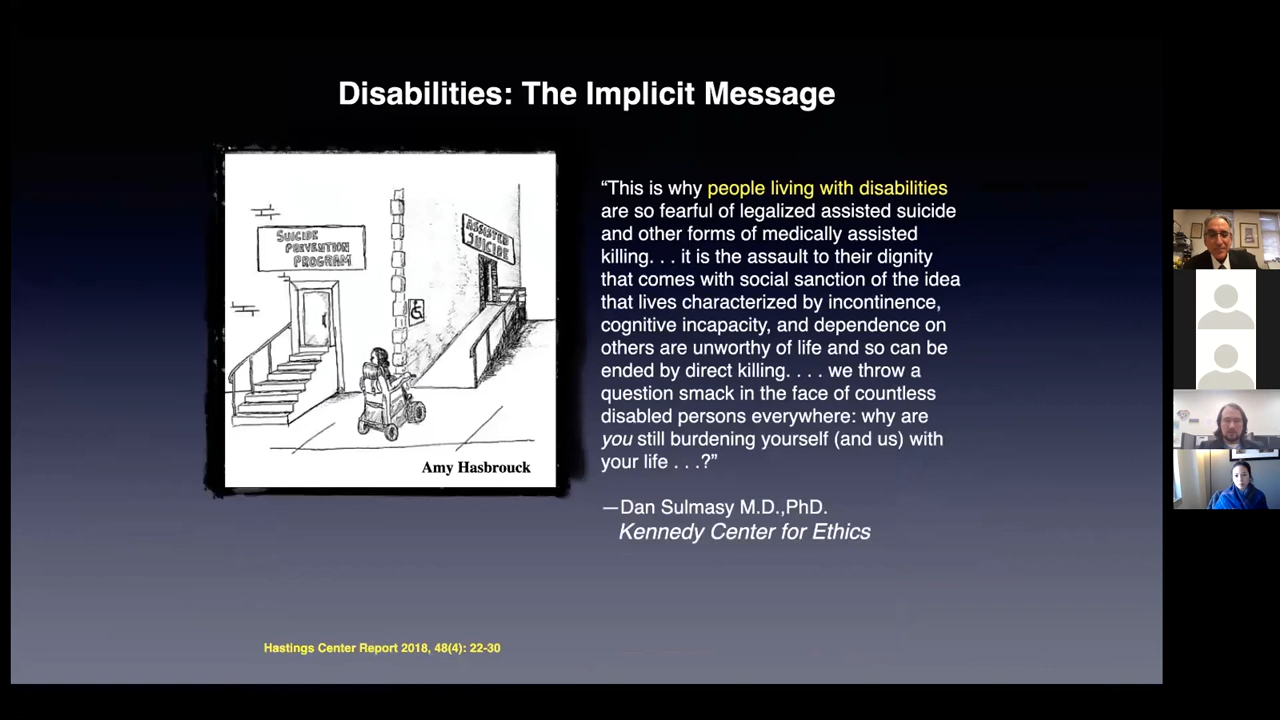 Disabilities: The Implicit Message
SUICIDE
PREVENTION
PROGRAM
ASSISTED
SUICIDE
Amy Hasbrouck
“This is why people living with disabilities
are so fearful of legalized assisted suicide
and other forms of medically assisted
killing. . . it is the assault to their dignity
that comes with social sanction of the idea
that lives characterized by incontinence,
cognitive incapacity, and dependence on
others are unworthy of life and so can be
ended by direct killing. . . . we throw a
question smack in the face of countless
disabled persons everywhere: why are
you still burdening yourself (and us) with
your life . . .?”
—Dan Sulmasy M.D.,PhD.
Kennedy Center for Ethics
Hastings Center Report 2018, 48(4): 22-30